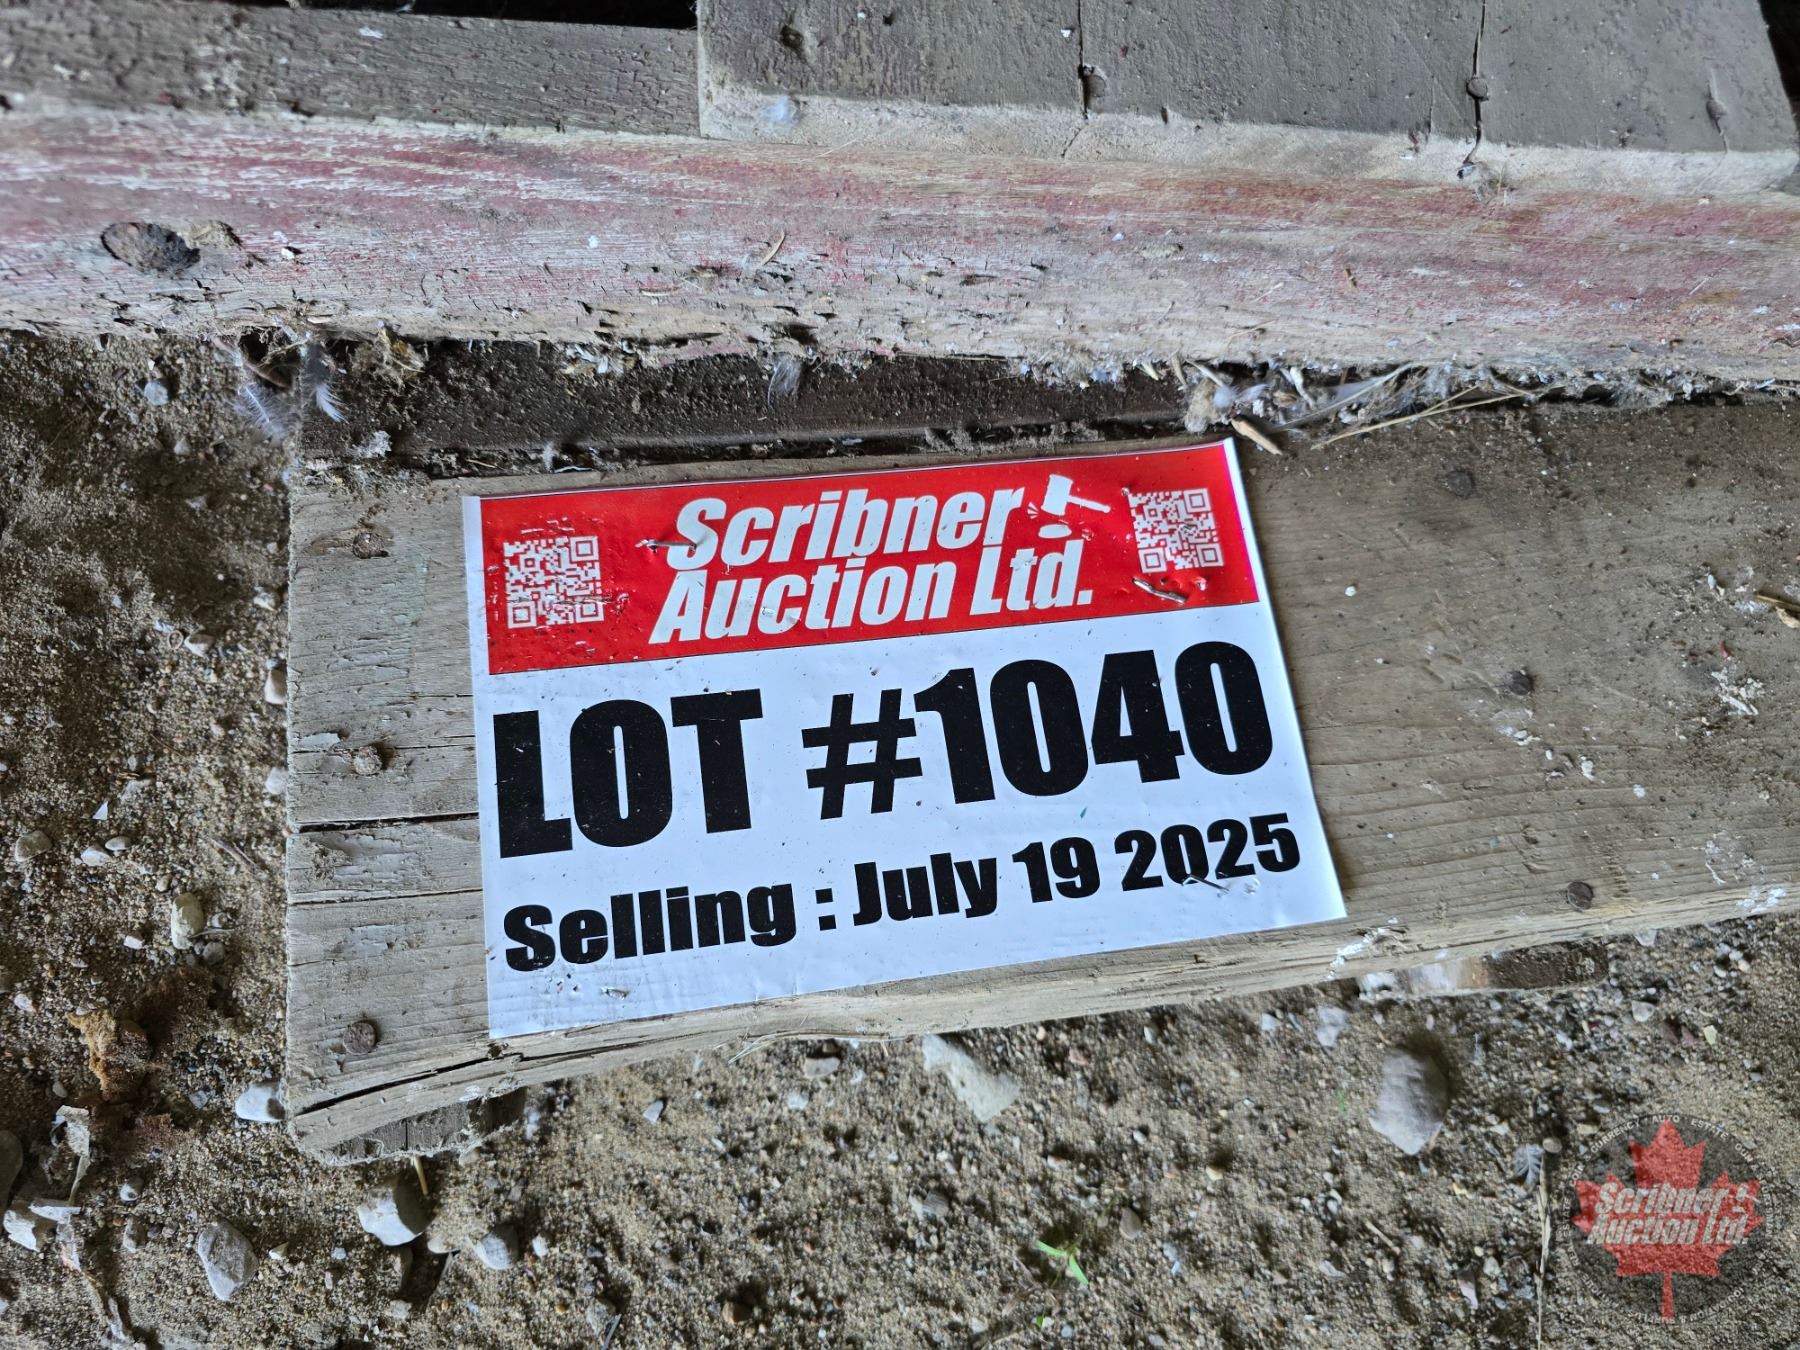 Scribner
Auction Ltd.
LOT #1040
Selling : July 19 2025
Scribner's
Auction Ltd.